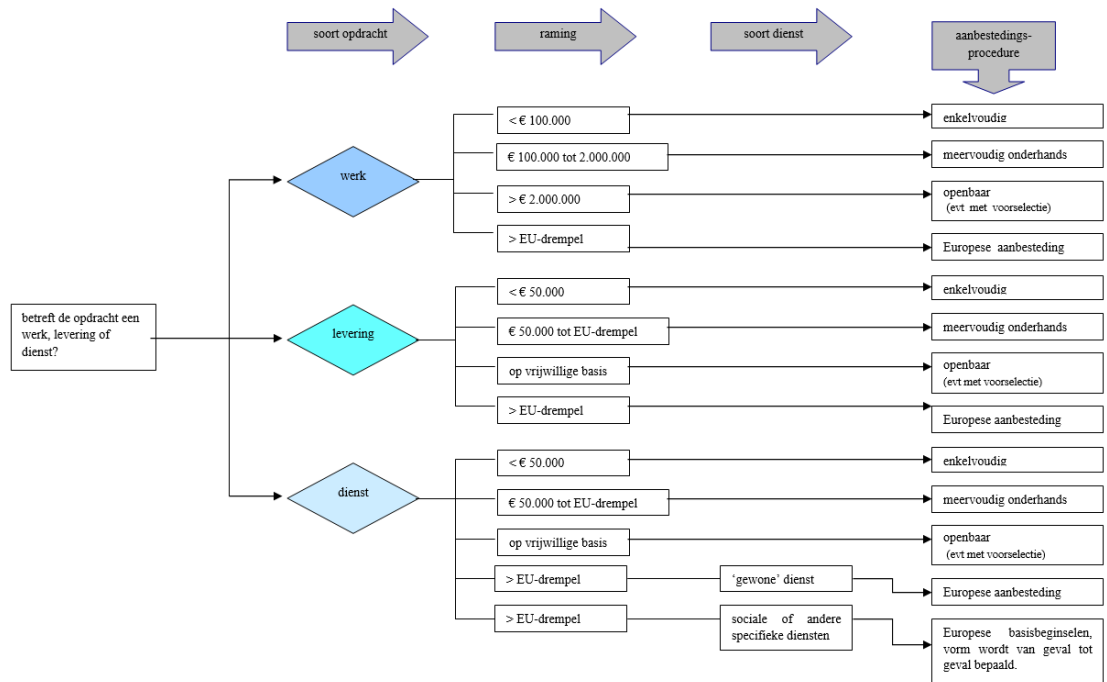 soort opdracht
raming
soort dienst
aanbestedings-
procedure
betreft de opdracht een
werk, levering of
dienst?
werk
< € 100.000
enkelvoudig
€ 100.000 tot 2.000.000
meervoudig onderhands
> € 2.000.000
openbaar
(evt met voorselectie)
> EU-drempel
Europese aanbesteding
levering
< € 50.000
enkelvoudig
€ 50.000 tot EU-drempel
meervoudig onderhands
op vrijwillige basis
openbaar
(evt met voorselectie)
> EU-drempel
Europese aanbesteding
dienst
< € 50.000
enkelvoudig
€ 50.000 tot EU-drempel
meervoudig onderhands
op vrijwillige basis
openbaar
(evt met voorselectie)
> EU-drempel
‘gewone’ dienst
Europese aanbesteding
> EU-drempel
sociale of andere
specifieke diensten
Europese basisbeginselen,
vorm wordt van geval tot
geval bepaald.